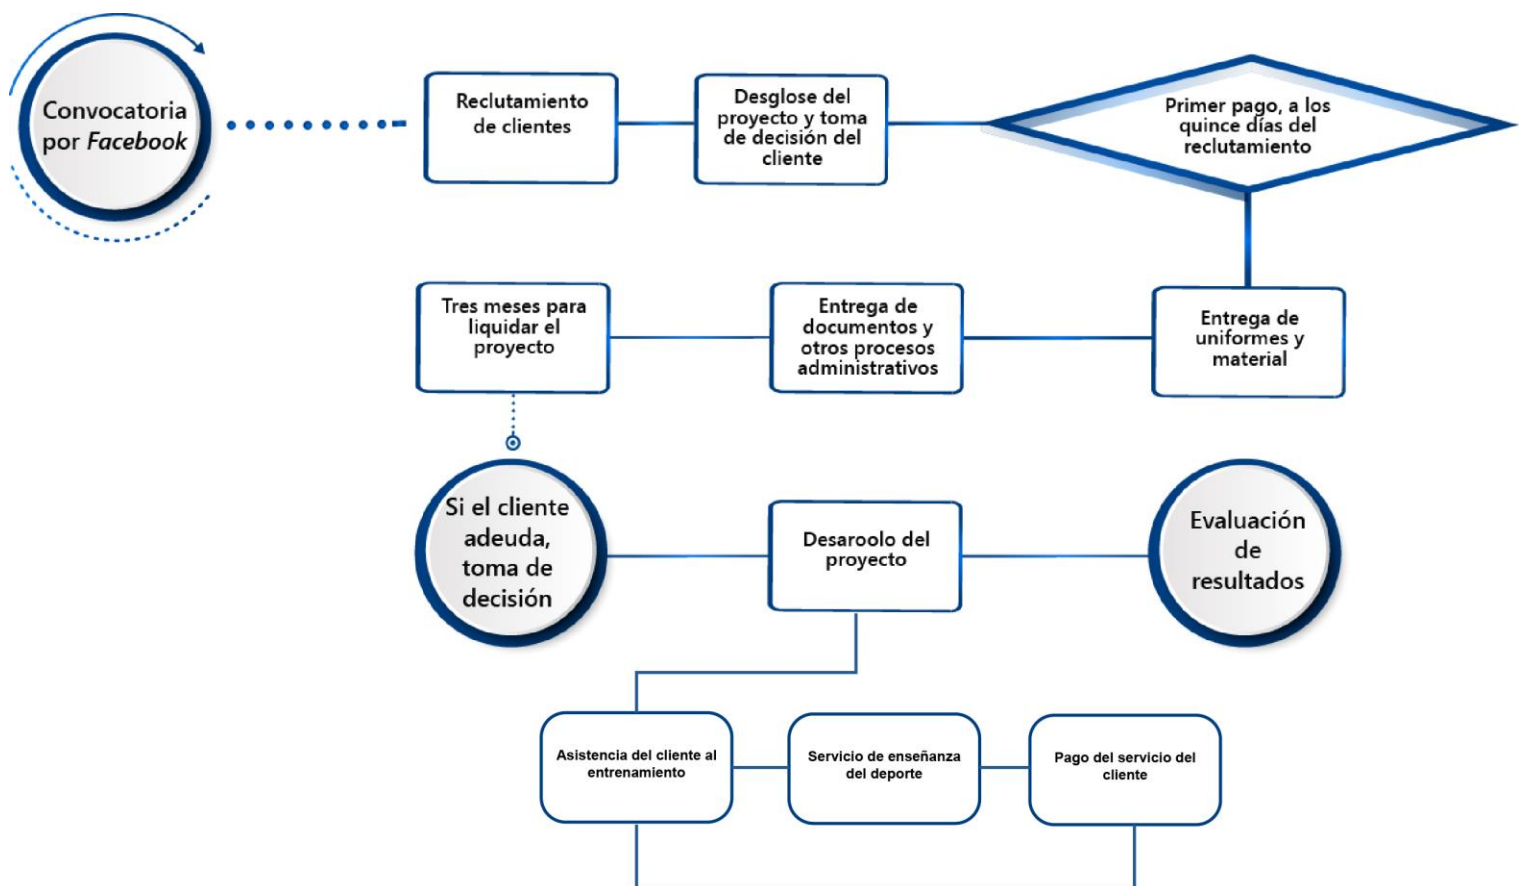 Convocatoria
por Facebook
Reclutamiento
de clientes
Desglose del
proyecto y toma
de decisión del
cliente
Primer pago, a los
quince días del
reclutamiento
Tres meses para
liquidar el
proyecto
Entrega de
documentos y
otros procesos
administrativos
Entrega de
uniformes y
material
Si el cliente
adeuda,
toma de
decisión
Desaroolo del
proyecto
Evaluación
de
resultados
Asistencia del cliente al
entrenamiento
Servicio de enseñanza
del deporte
Pago del servicio del
cliente